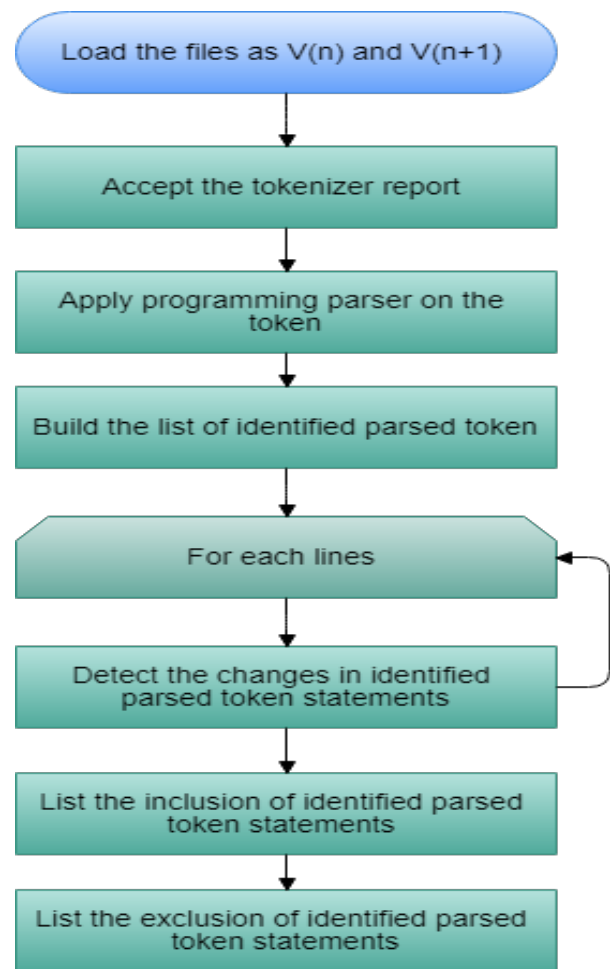 Load the files as V(n) and V(n+1)
Accept the tokenizer report
Apply programming parser on the
token
Build the list of identified parsed token
For each lines
Detect the changes in identified
parsed token statements
List the inclusion of identified parsed
token statements
List the exclusion of identified parsed
token statements